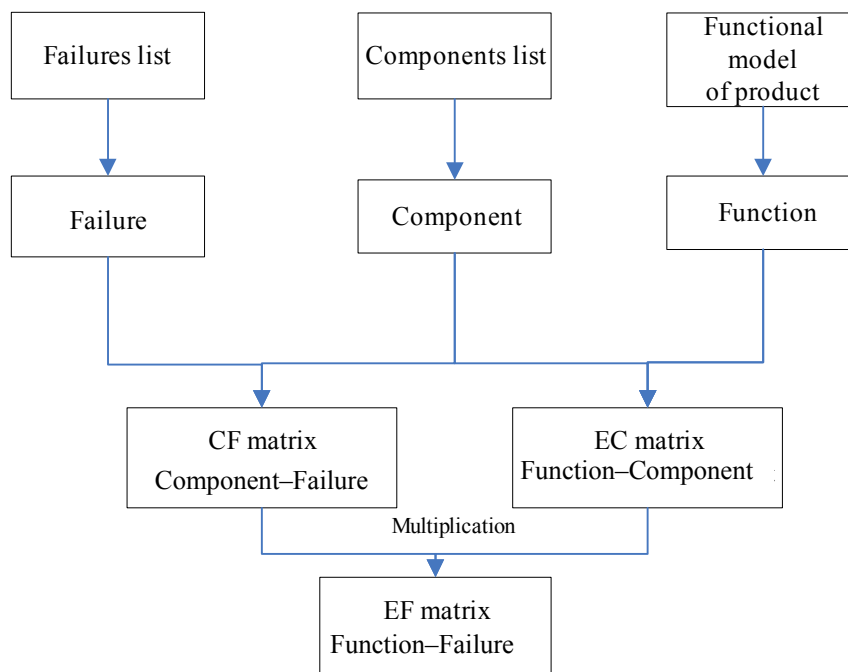 Failures list
Components list
Functional
model
of product
Failure
Component
Function
CF matrix
Component–Failure
EC matrix
Function–Component
Multiplication
EF matrix
Function–Failure